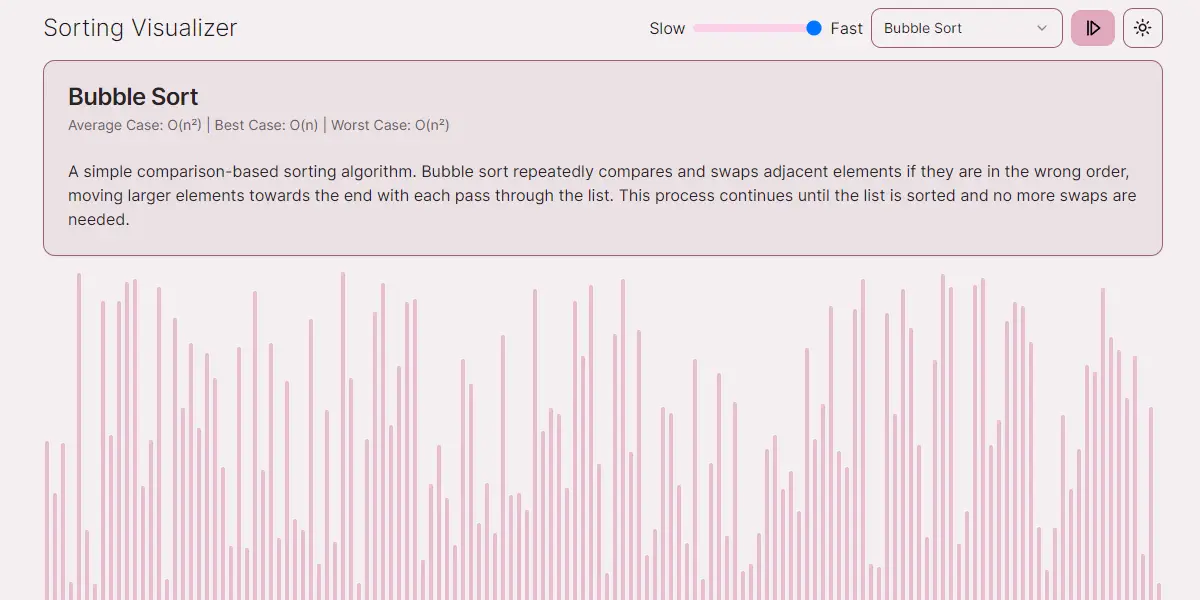 Sorting Visualizer
Slow
Fast
Bubble Sort
Bubble Sort
Average Case: O(n²) | Best Case: O(n) | Worst Case: O(n²)
A simple comparison-based sorting algorithm. Bubble sort repeatedly compares and swaps adjacent elements if they are in the wrong order,
moving larger elements towards the end with each pass through the list. This process continues until the list is sorted and no more swaps are
needed.